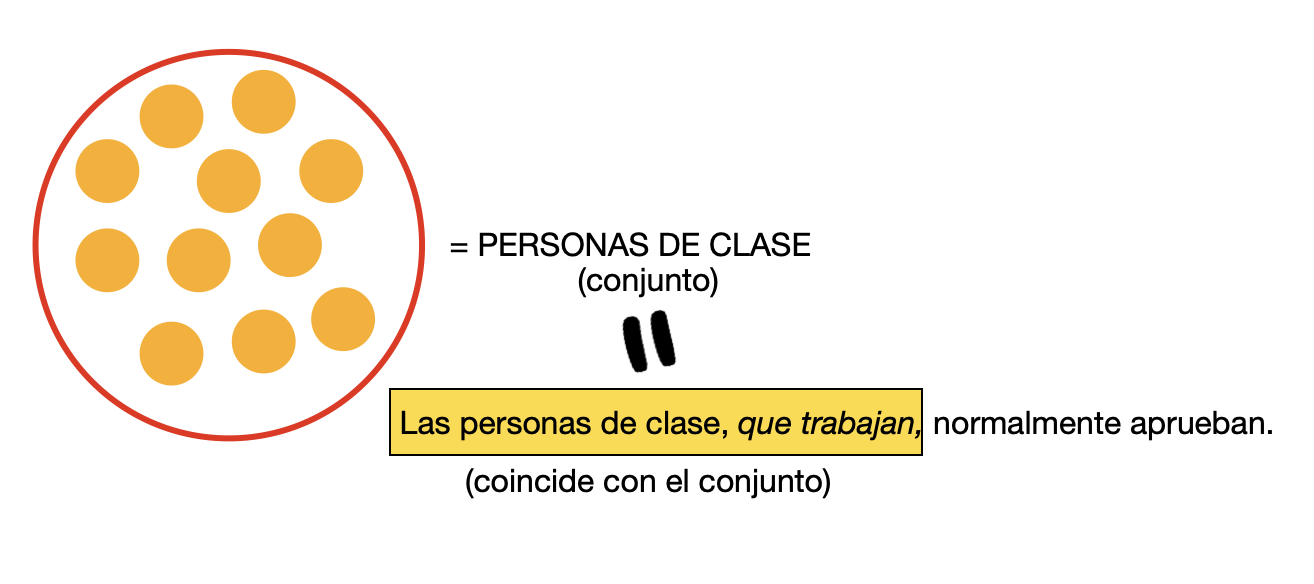 = PERSONAS DE CLASE
(conjunto)
Las personas de clase, que trabajan, normalmente aprueban.
(coincide con el conjunto)